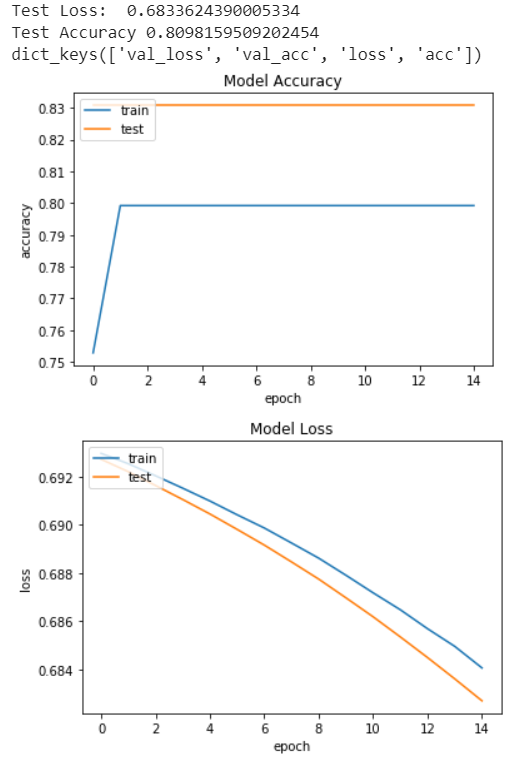 Test Loss:  0.6833624390005334
Test Accuracy 0.8098159509202454
dict_keys(['val_loss', 'val_acc', 'loss', 'acc'])
Model Accuracy
train
test
0.83
0.82
0.81
0.80
0.79
0.78
0.77
0.76
0.75
accuracy
0 2 4 6 8 10 12 14
epoch
Model Loss
train
test
0.692
0.690
0.688
0.686
0.684
loss
0 2 4 6 8 10 12 14
epoch